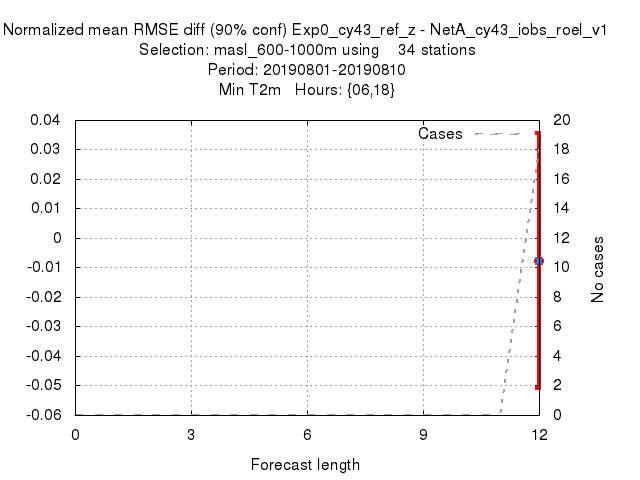 Normalized mean RMSE diff (90% conf) Exp0_cy43_ref_z - NetA_cy43_iobs_roel_v1
Selection: masl_600-1000m using 34 stations
Period: 20190801-20190810
Min T2m Hours: {06,18}
Cases
0.04
0.03
0.02
0.01
0
-0.01
-0.02
-0.03
-0.04
-0.05
-0.06
20
18
16
14
12
10
8
6
4
2
0
No cases
0 3 6 9 12
Forecast length